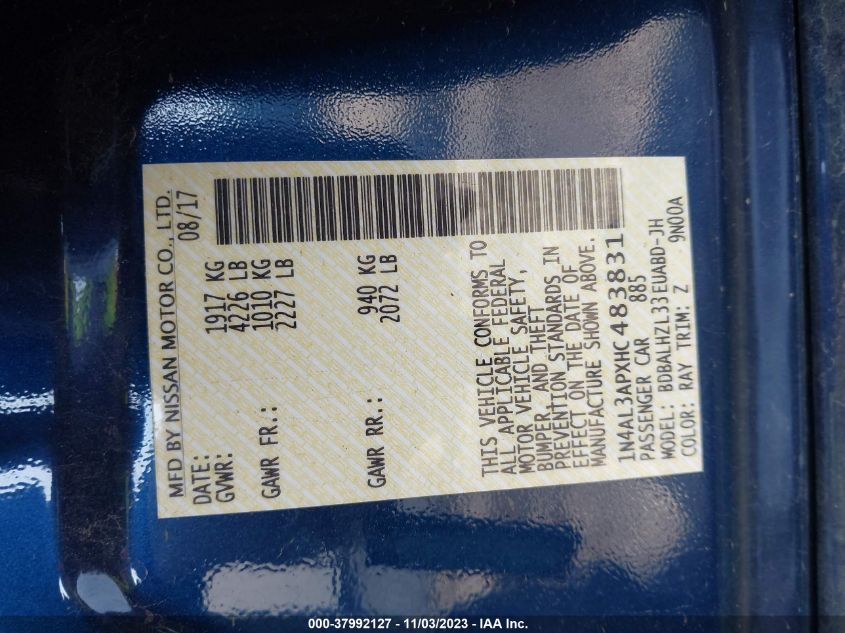 MFD BY NISSAN MOTOR CO., LTD.
DATE: 08/17
GVWR: 1917 KG
4226 LB
GAWR FR.: 1010 KG
2227 LB
GAWR RR.: 940 KG
2072 LB
THIS VEHICLE CONFORMS TO
ALL APPLICABLE FEDERAL
MOTOR VEHICLE SAFETY,
BUMPER, AND THEFT
PREVENTION STANDARDS IN
EFFECT ON THE DATE OF
MANUFACTURE SHOWN ABOVE.
1N4AL3APXHC483831
PASSENGER CAR 885
MODEL: BDBALHZL33EUABD-JH
COLOR: RAY TRIM: Z 9N00A
000-37992127 - 11/03/2023 - IAA Inc.